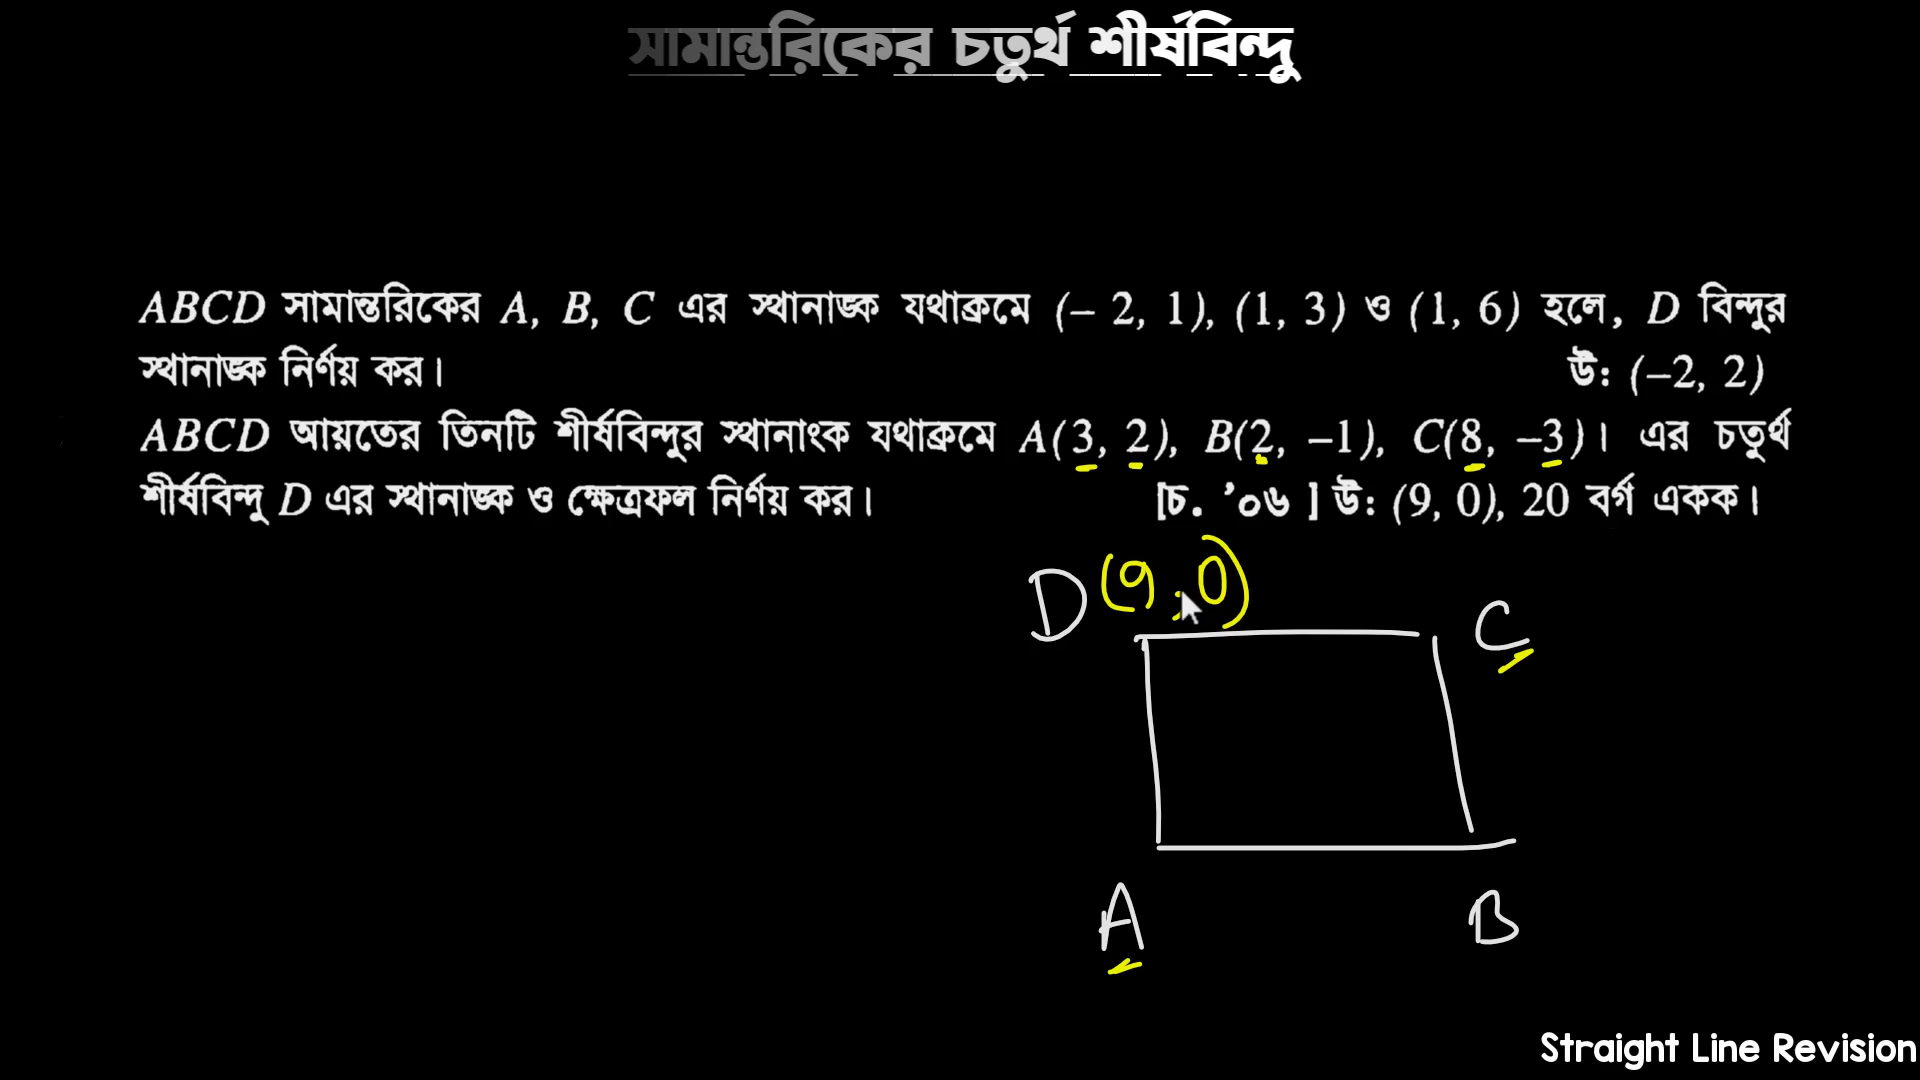 সামান্তরিকের চতুর্থ শীর্ষবিন্দু
ABCD সামান্তরিকের A, B, C এর স্থানাঙ্ক যথাক্রমে (– 2, 1), (1, 3) ও (1, 6) হলে, D বিন্দুর
স্থানাঙ্ক নির্ণয় কর। উঃ (–2, 2)
ABCD আয়তের তিনটি শীর্ষবিন্দুর স্থানাংক যথাক্রমে A(3, 2), B(2, –1), C(8, –3)। এর চতুর্থ
শীর্ষবিন্দু D এর স্থানাঙ্ক ও ক্ষেত্রফল নির্ণয় কর। [চ. ’০৬ ] উঃ (9, 0), 20 বর্গ একক।
D (9, 0)
C
A
B
Straight Line Revision